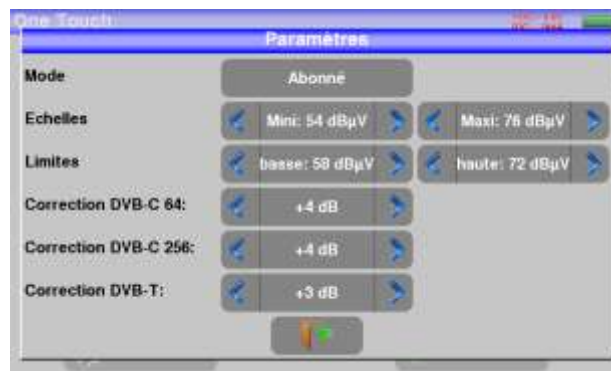 One Touch
Paramètres
Mode Abonné
Echelles Mini: 54 dBµV Maxi: 76 dBµV
Limites basse: 58 dBµV haute: 72 dBµV
Correction DVB-C 64: +4 dB
Correction DVB-C 256: +4 dB
Correction DVB-T: +3 dB